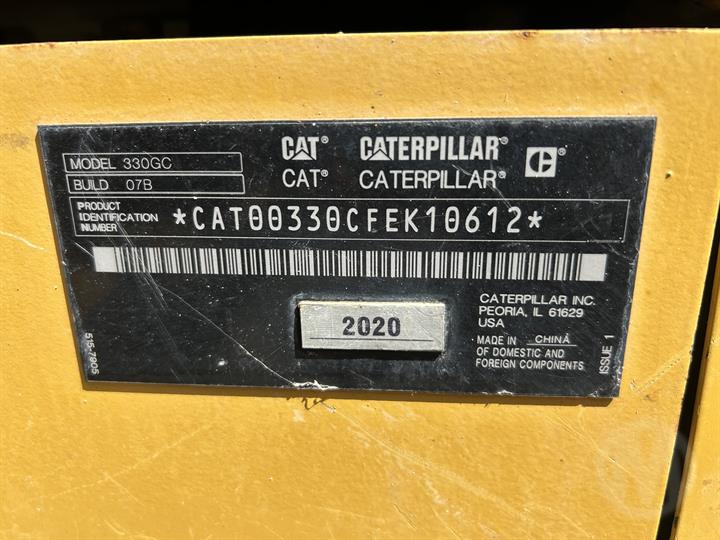 CAT® CATERPILLAR® C®
CAT® CATERPILLAR®
MODEL 330GC
BUILD 07B
PRODUCT IDENTIFICATION NUMBER
*CAT00330CFEK10612*
2020
CATERPILLAR INC.
PEORIA, IL 61629
USA
MADE IN CHINA
OF DOMESTIC AND
FOREIGN COMPONENTS
515-7905
ISSUE 1